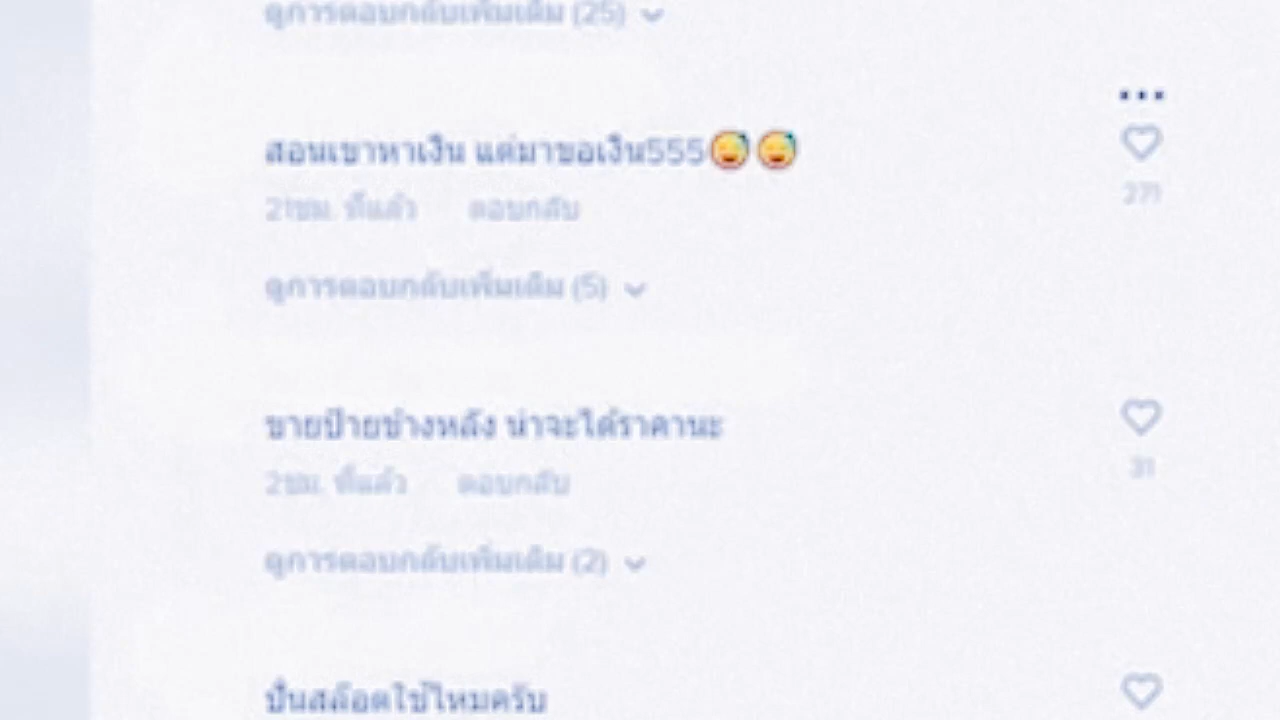 ดูการตอบกลับเพิ่มเติม (25)
สอนเขาหาเงิน แต่มาขอเงิน555😅😅
271
21ชม. ที่แล้ว ตอบกลับ
ดูการตอบกลับเพิ่มเติม (5)
ขายป้ายข้างหลัง น่าจะได้ราคานะ
31
2ชม. ที่แล้ว ตอบกลับ
ดูการตอบกลับเพิ่มเติม (2)
ปั่นสล๊อตใช่ไหมครับ